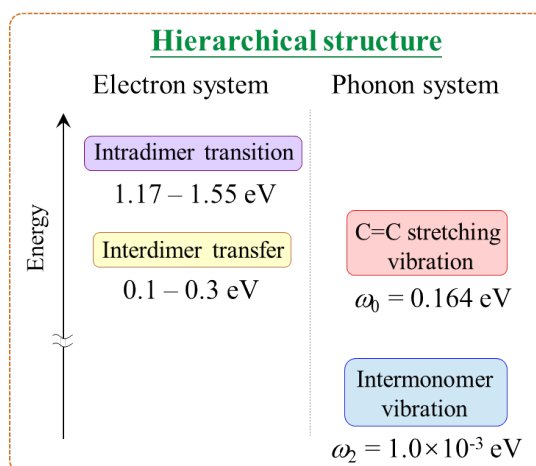 Hierarchical structure
Electron system
Phonon system
Energy
Intradimer transition
1.17 – 1.55 eV
Interdimer transfer
0.1 – 0.3 eV
C=C stretching
vibration
ω₀ = 0.164 eV
Intermonomer
vibration
ω₂ = 1.0×10⁻³ eV